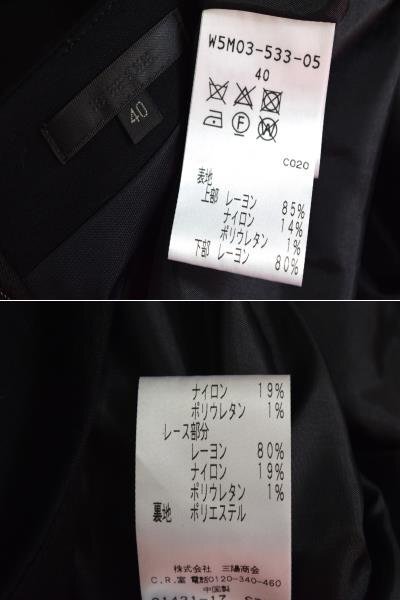 40
W5M03-533-05
40
C020
表地
上部 レーヨン 85%
ナイロン 14%
ポリウレタン 1%
下部 レーヨン 80%
ナイロン 19%
ポリウレタン 1%
レース部分
レーヨン 80%
ナイロン 19%
ポリウレタン 1%
裏地 ポリエステル
株式会社 三陽商会
C.R.室 電話0120-340-460
中国製